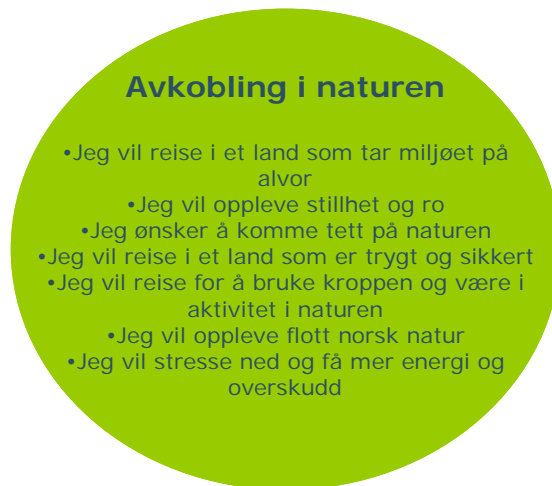 Avkobling i naturen
•Jeg vil reise i et land som tar miljøet på
alvor
•Jeg vil oppleve stillhet og ro
•Jeg ønsker å komme tett på naturen
•Jeg vil reise i et land som er trygt og sikkert
•Jeg vil reise for å bruke kroppen og være i
aktivitet i naturen
•Jeg vil oppleve flott norsk natur
•Jeg vil stresse ned og få mer energi og
overskudd